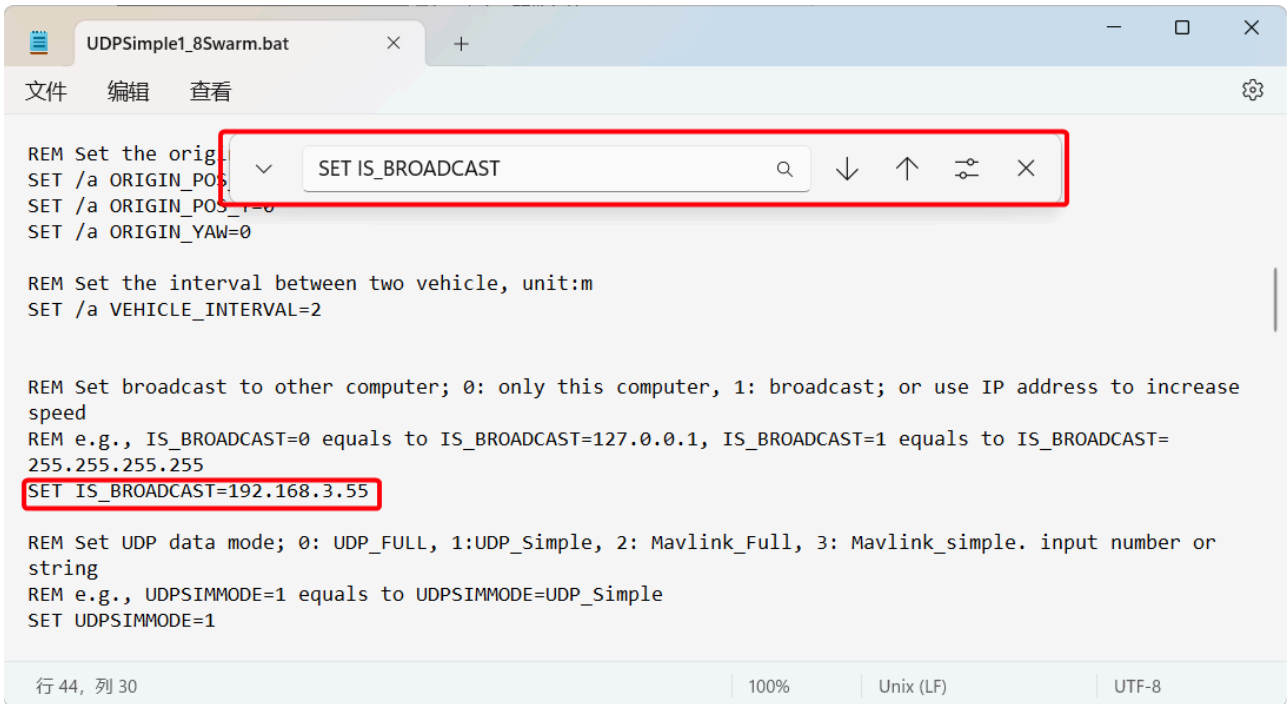 UDPSimple1_8Swarm.bat
文件 编辑 查看
SET IS_BROADCAST
REM Set the origi
SET /a ORIGIN_POS_
SET /a ORIGIN_POS_Y=0
SET /a ORIGIN_YAW=0
REM Set the interval between two vehicle, unit:m
SET /a VEHICLE_INTERVAL=2
REM Set broadcast to other computer; 0: only this computer, 1: broadcast; or use IP address to increase
speed
REM e.g., IS_BROADCAST=0 equals to IS_BROADCAST=127.0.0.1, IS_BROADCAST=1 equals to IS_BROADCAST=
255.255.255.255
SET IS_BROADCAST=192.168.3.55
REM Set UDP data mode; 0: UDP_FULL, 1:UDP_Simple, 2: Mavlink_Full, 3: Mavlink_simple. input number or
string
REM e.g., UDPSIMMODE=1 equals to UDPSIMMODE=UDP_Simple
SET UDPSIMMODE=1
行 44, 列 30 100% Unix (LF) UTF-8